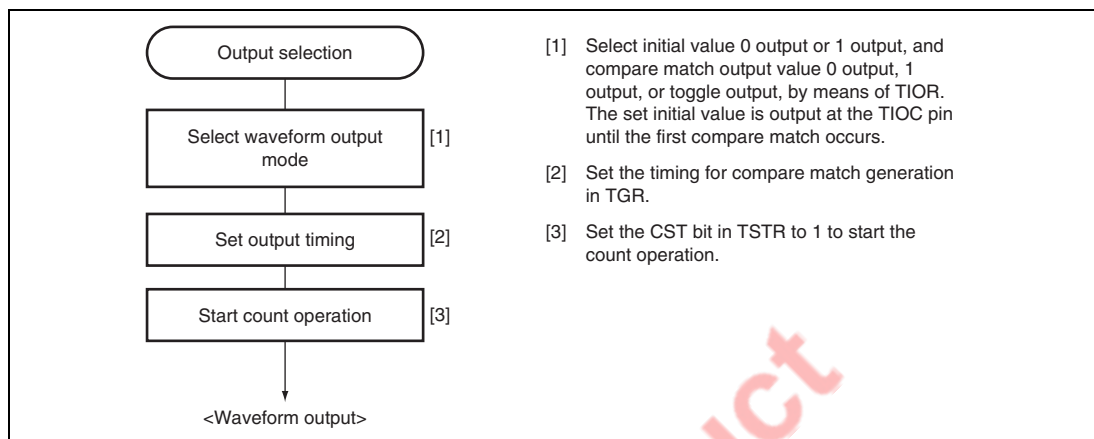 Output selection
Select waveform output
mode
[1]
Set output timing
[2]
Start count operation
[3]
<Waveform output>
[1] Select initial value 0 output or 1 output, and
compare match output value 0 output, 1
output, or toggle output, by means of TIOR.
The set initial value is output at the TIOC pin
until the first compare match occurs.
[2] Set the timing for compare match generation
in TGR.
[3] Set the CST bit in TSTR to 1 to start the
count operation.